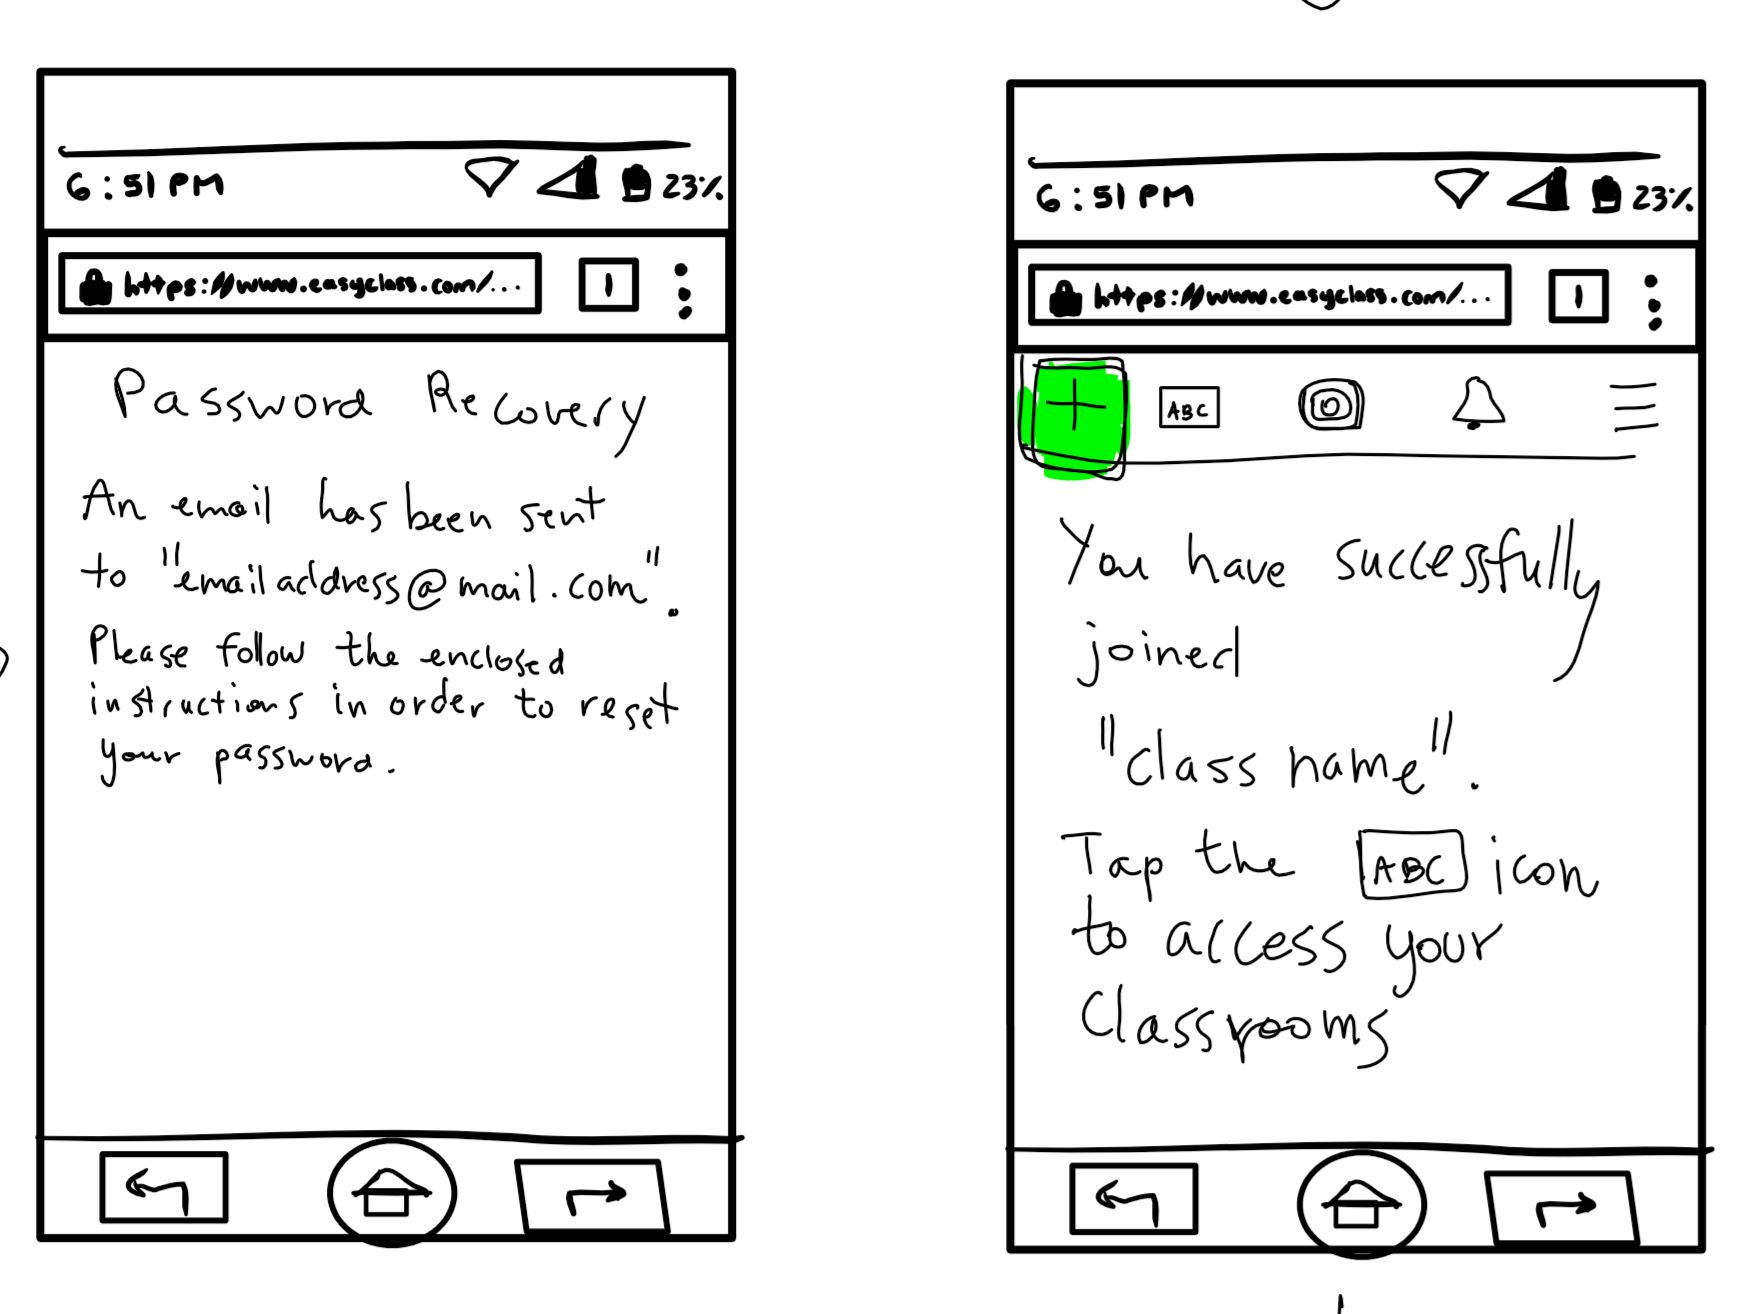 6:51 PM 23%
https://www.easyclass.com/... 1
Password Recovery
An email has been sent
to "emailaddress@mail.com".
Please follow the enclosed
instructions in order to reset
your password.
6:51 PM 23%
https://www.easyclass.com/... 1
+ ABC
You have successfully
joined
"class name".
Tap the ABC icon
to access your
Classrooms